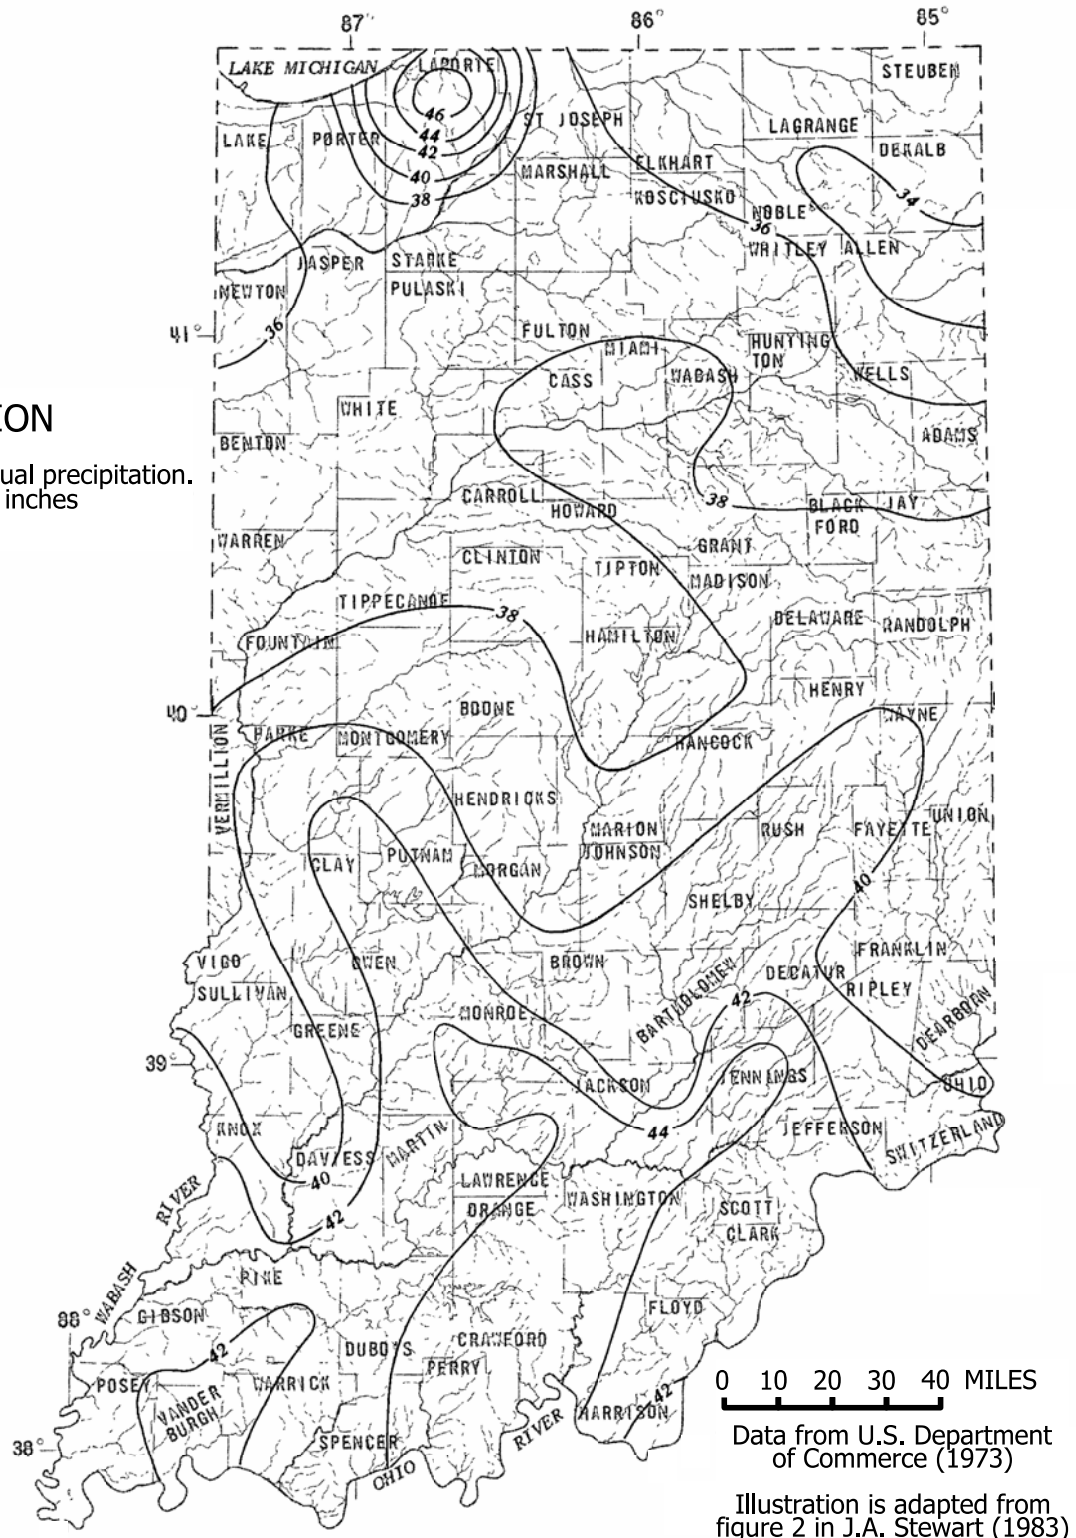 87°
86°
85°
LAKE MICHIGAN
LAPORTE
STEUBEN
46
ST JOSEPH
LAGRANGE
44
LAKE
PORTER
42
DEKALB
ELKHART
MARSHALL
40
KOSCIUSKO
34
38
NOBLE
36
WHITLEY
ALLEN
JASPER
STARKE
NEWTON
PULASKI
36
41°
FULTON
MIAMI
HUNTING
TON
CASS
WABASH
WELLS
WHITE
ION
BENTON
ADAMS
ual precipitation.
inches
CARROLL
HOWARD
38
BLACK
FORD
JAY
WARREN
CLINTON
GRANT
TIPTON
MADISON
TIPPECANOE
38
DELAWARE
RANDOLPH
FOUNTAIN
HAMILTON
HENRY
40°
BOONE
WAYNE
VERMILLION
PARKE
MONTGOMERY
HANCOCK
HENDRICKS
MARION
RUSH
FAYETTE
UNION
CLAY
PUTNAM
JOHNSON
MORGAN
40
SHELBY
FRANKLIN
VIGO
OWEN
BROWN
DECATUR
RIPLEY
SULLIVAN
BARTHOLOMEW
42
MONROE
DEARBORN
GREENE
39°
JACKSON
JENNINGS
OHIO
KNOX
44
JEFFERSON
SWITZERLAND
DAVIESS
MARTIN
40
LAWRENCE
WASHINGTON
WABASH RIVER
ORANGE
SCOTT
42
CLARK
PIKE
88°
GIBSON
FLOYD
42
DUBOYS
CRAWFORD
PERRY
POSEY
WARRICK
VANDER
BURGH
42
HARRISON
38°
SPENCER
OHIO RIVER
0 10 20 30 40 MILES
Data from U.S. Department
of Commerce (1973)
Illustration is adapted from
figure 2 in J.A. Stewart (1983)